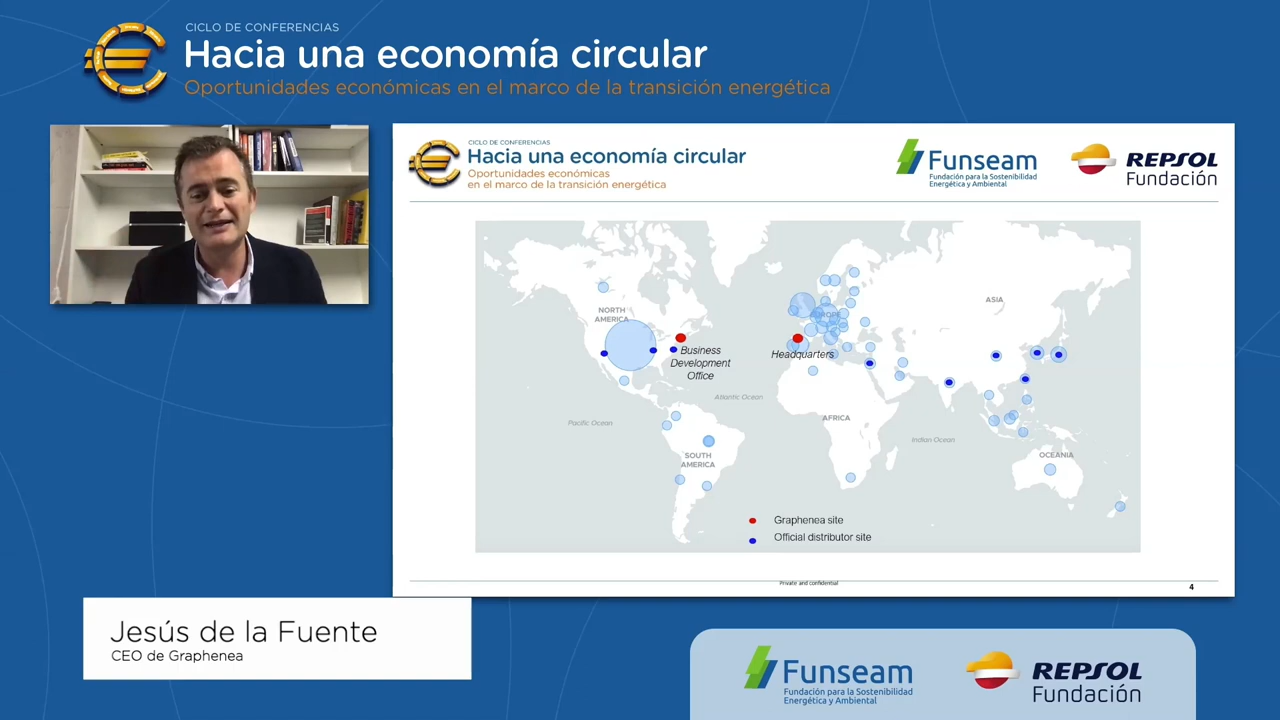 CICLO DE CONFERENCIAS
Hacia una economía circular
Oportunidades económicas en el marco de la transición energética
CICLO DE CONFERENCIAS
Hacia una economía circular
Oportunidades económicas
en el marco de la transición energética
Funseam
Fundación para la Sostenibilidad
Energética y Ambiental
REPSOL
Fundación
NORTH
AMERICA
EUROPE
ASIA
Business
Development
Office
Headquarters
Atlantic Ocean
Pacific Ocean
AFRICA
Indian Ocean
SOUTH
AMERICA
OCEANIA
Graphenea site
Official distributor site
Private and confidential
4
Jesús de la Fuente
CEO de Graphenea
Funseam
Fundación para la Sostenibilidad
Energética y Ambiental
REPSOL
Fundación